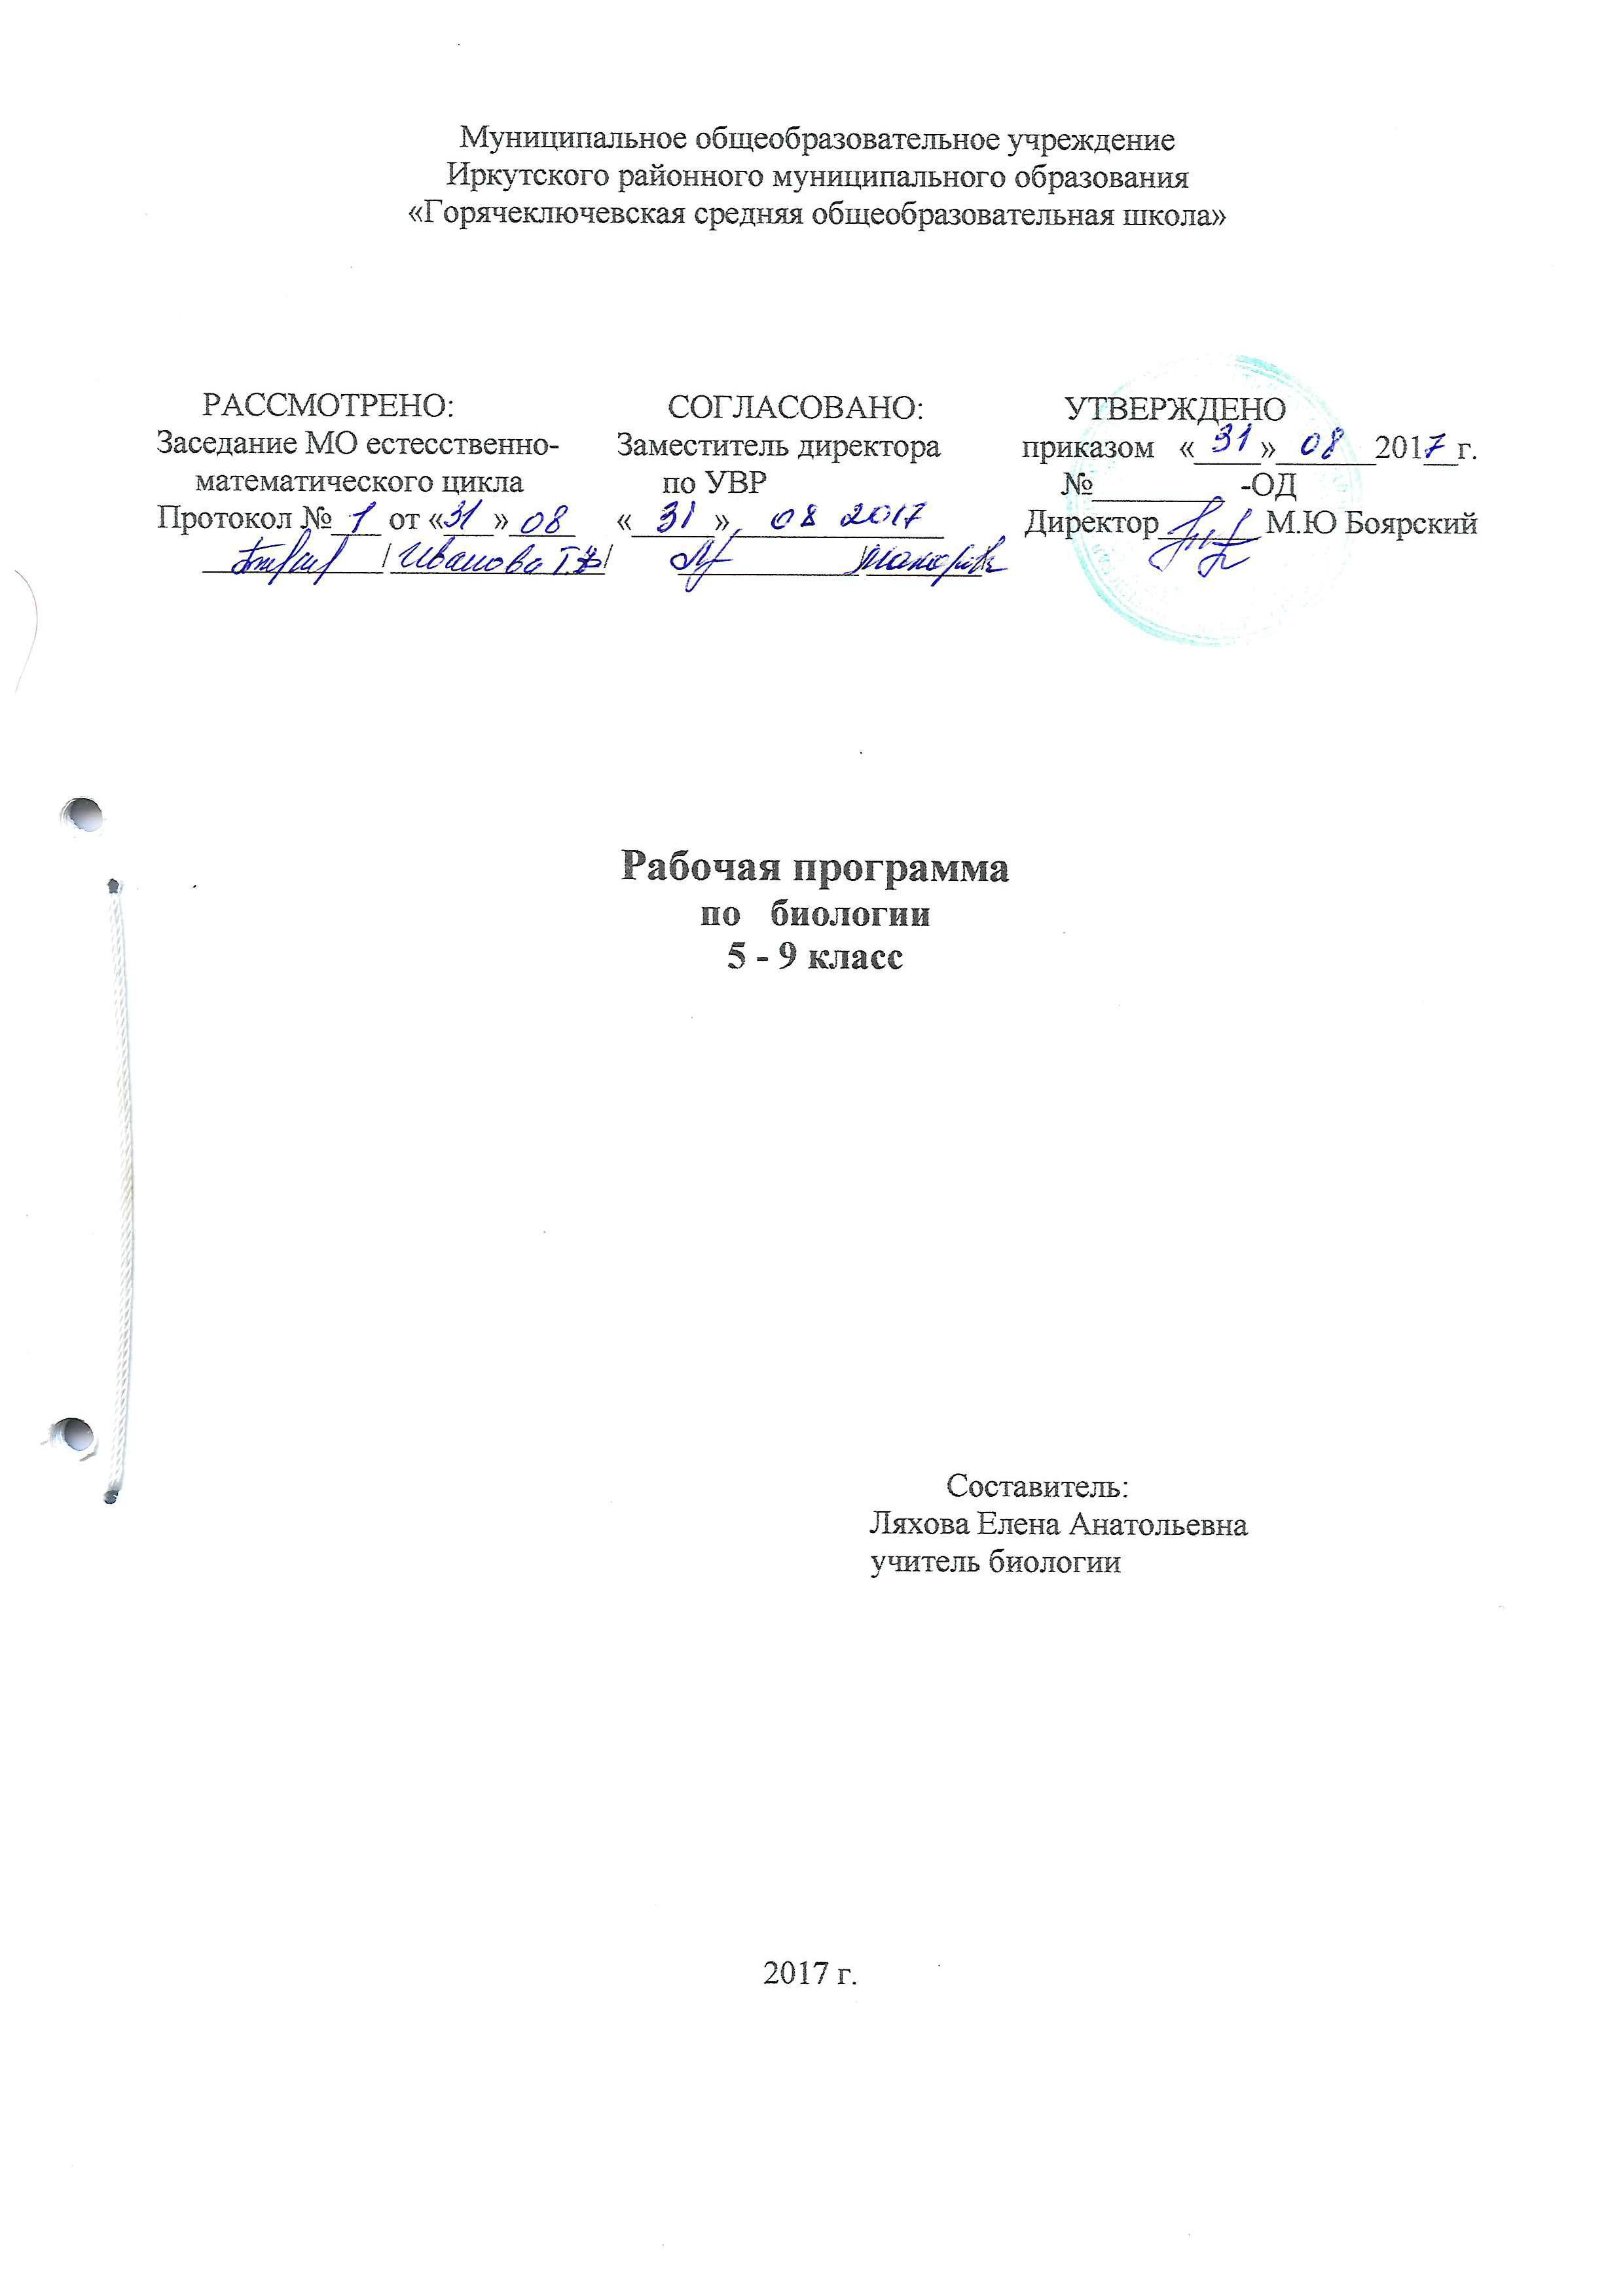 Муниципальное общеобразовательное учреждение
Иркутского районного муниципального образования
«Горячеключевская средняя общеобразовательная школа»
РАССМОТРЕНО:
Заседание МО естесственно-
математического цикла
Протокол № 1 от «31» 08
/ Иванова Т.Ф/
СОГЛАСОВАНО:
Заместитель директора
по УВР
«31» 08 2017
УТВЕРЖДЕНО
приказом «31» 08 2017 г.
№________ -ОД
Директор______ М.Ю Боярский
Рабочая программа
по биологии
5 - 9 класс
Составитель:
Ляхова Елена Анатольевна
учитель биологии
2017 г.